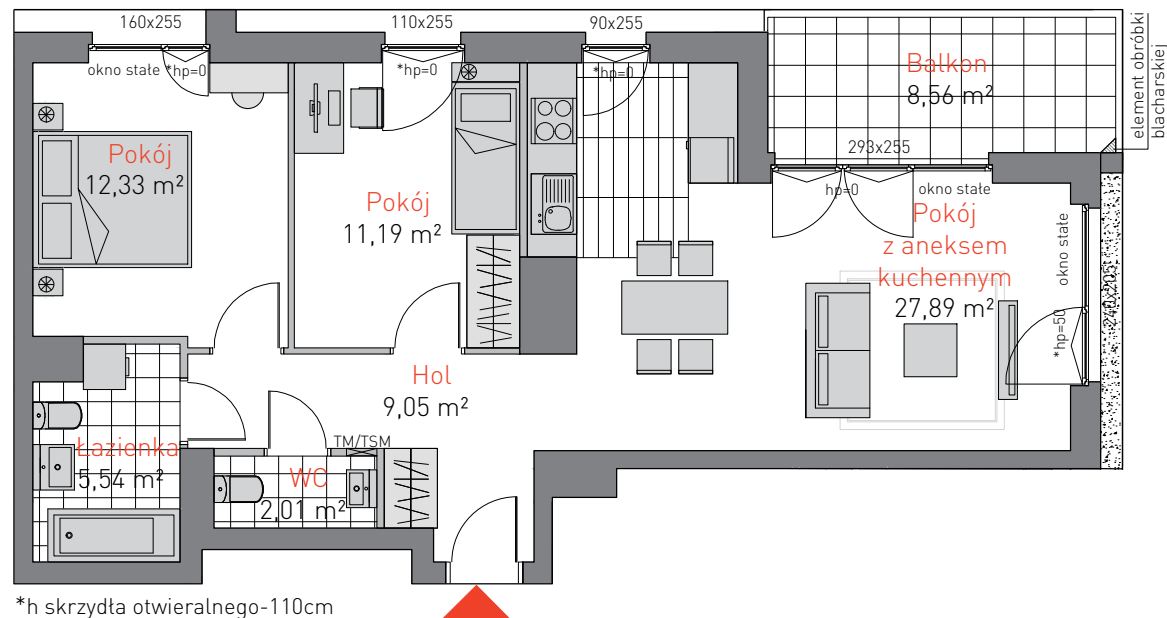 160x255
110x255
90x255
okno stałe
*hp=0
*hp=0
*hp=0
Balkon
8,56 m²
element obróbki
blacharskiej
293x255
hp=0
okno stałe
Pokój
12,33 m²
Pokój
11,19 m²
Pokój
z aneksem
kuchennym
27,89 m²
okno stałe
*hp=50
240x205
Hol
9,05 m²
Łazienka
5,54 m²
TM/TSM
WC
2,01 m²
*h skrzydła otwieralnego-110cm